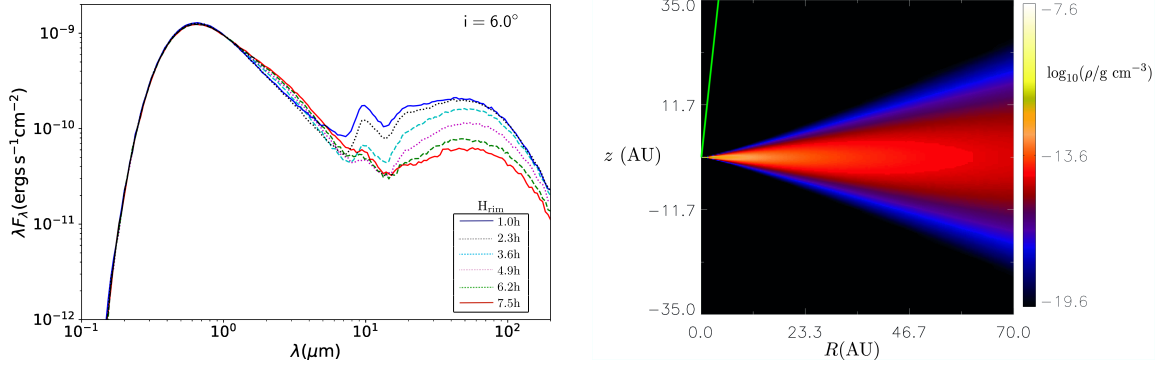 i = 6.0°
10⁻⁹
10⁻¹⁰
10⁻¹¹
10⁻¹²
λF_λ(ergs s⁻¹ cm⁻²)
10⁻¹ 10⁰ 10¹ 10²
λ(μm)
H_rim
1.0h
2.3h
3.6h
4.9h
6.2h
7.5h
35.0
11.7
−11.7
−35.0
z (AU)
0.0 23.3 46.7 70.0
R(AU)
−7.6
log₁₀(ρ/g cm⁻³)
−13.6
−19.6